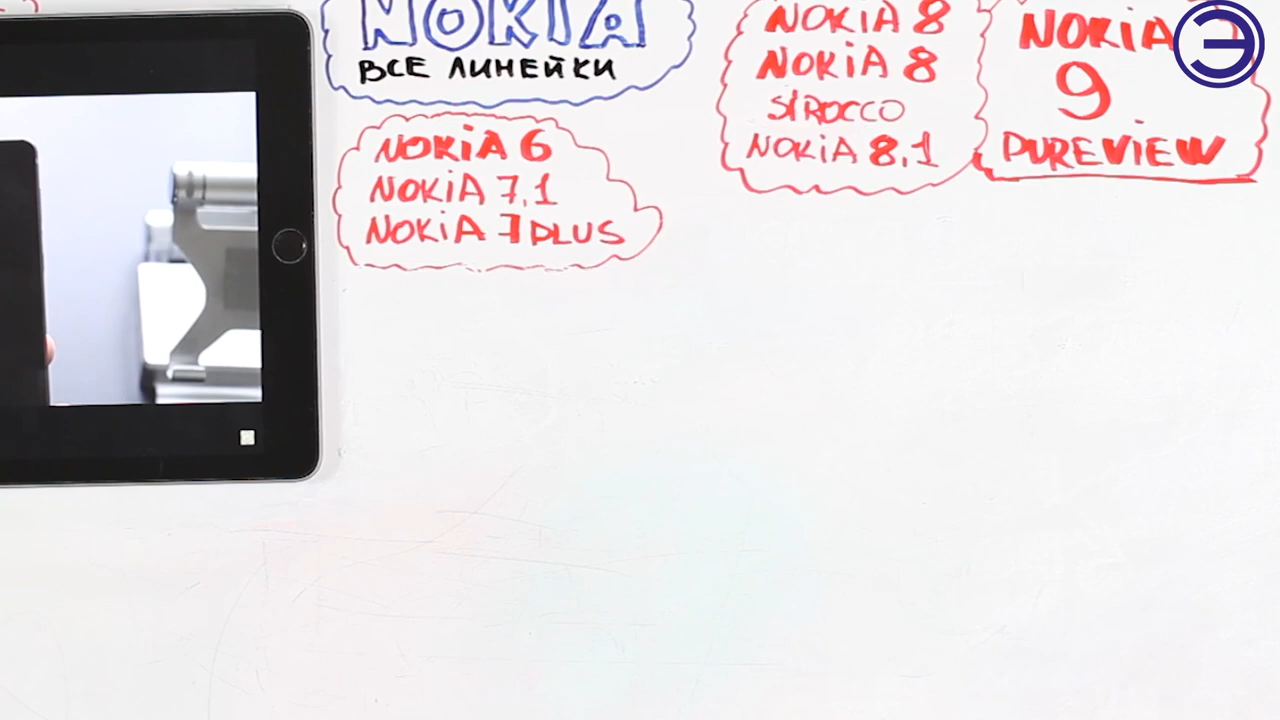 NOKIA
ВСЕ ЛИНЕЙКИ
NOKIA 6
NOKIA 7,1
NOKIA 7 PLUS
NOKIA 8
NOKIA 8
SIROCCO
NOKIA 8,1
NOKIA
9
PUREVIEW
Э